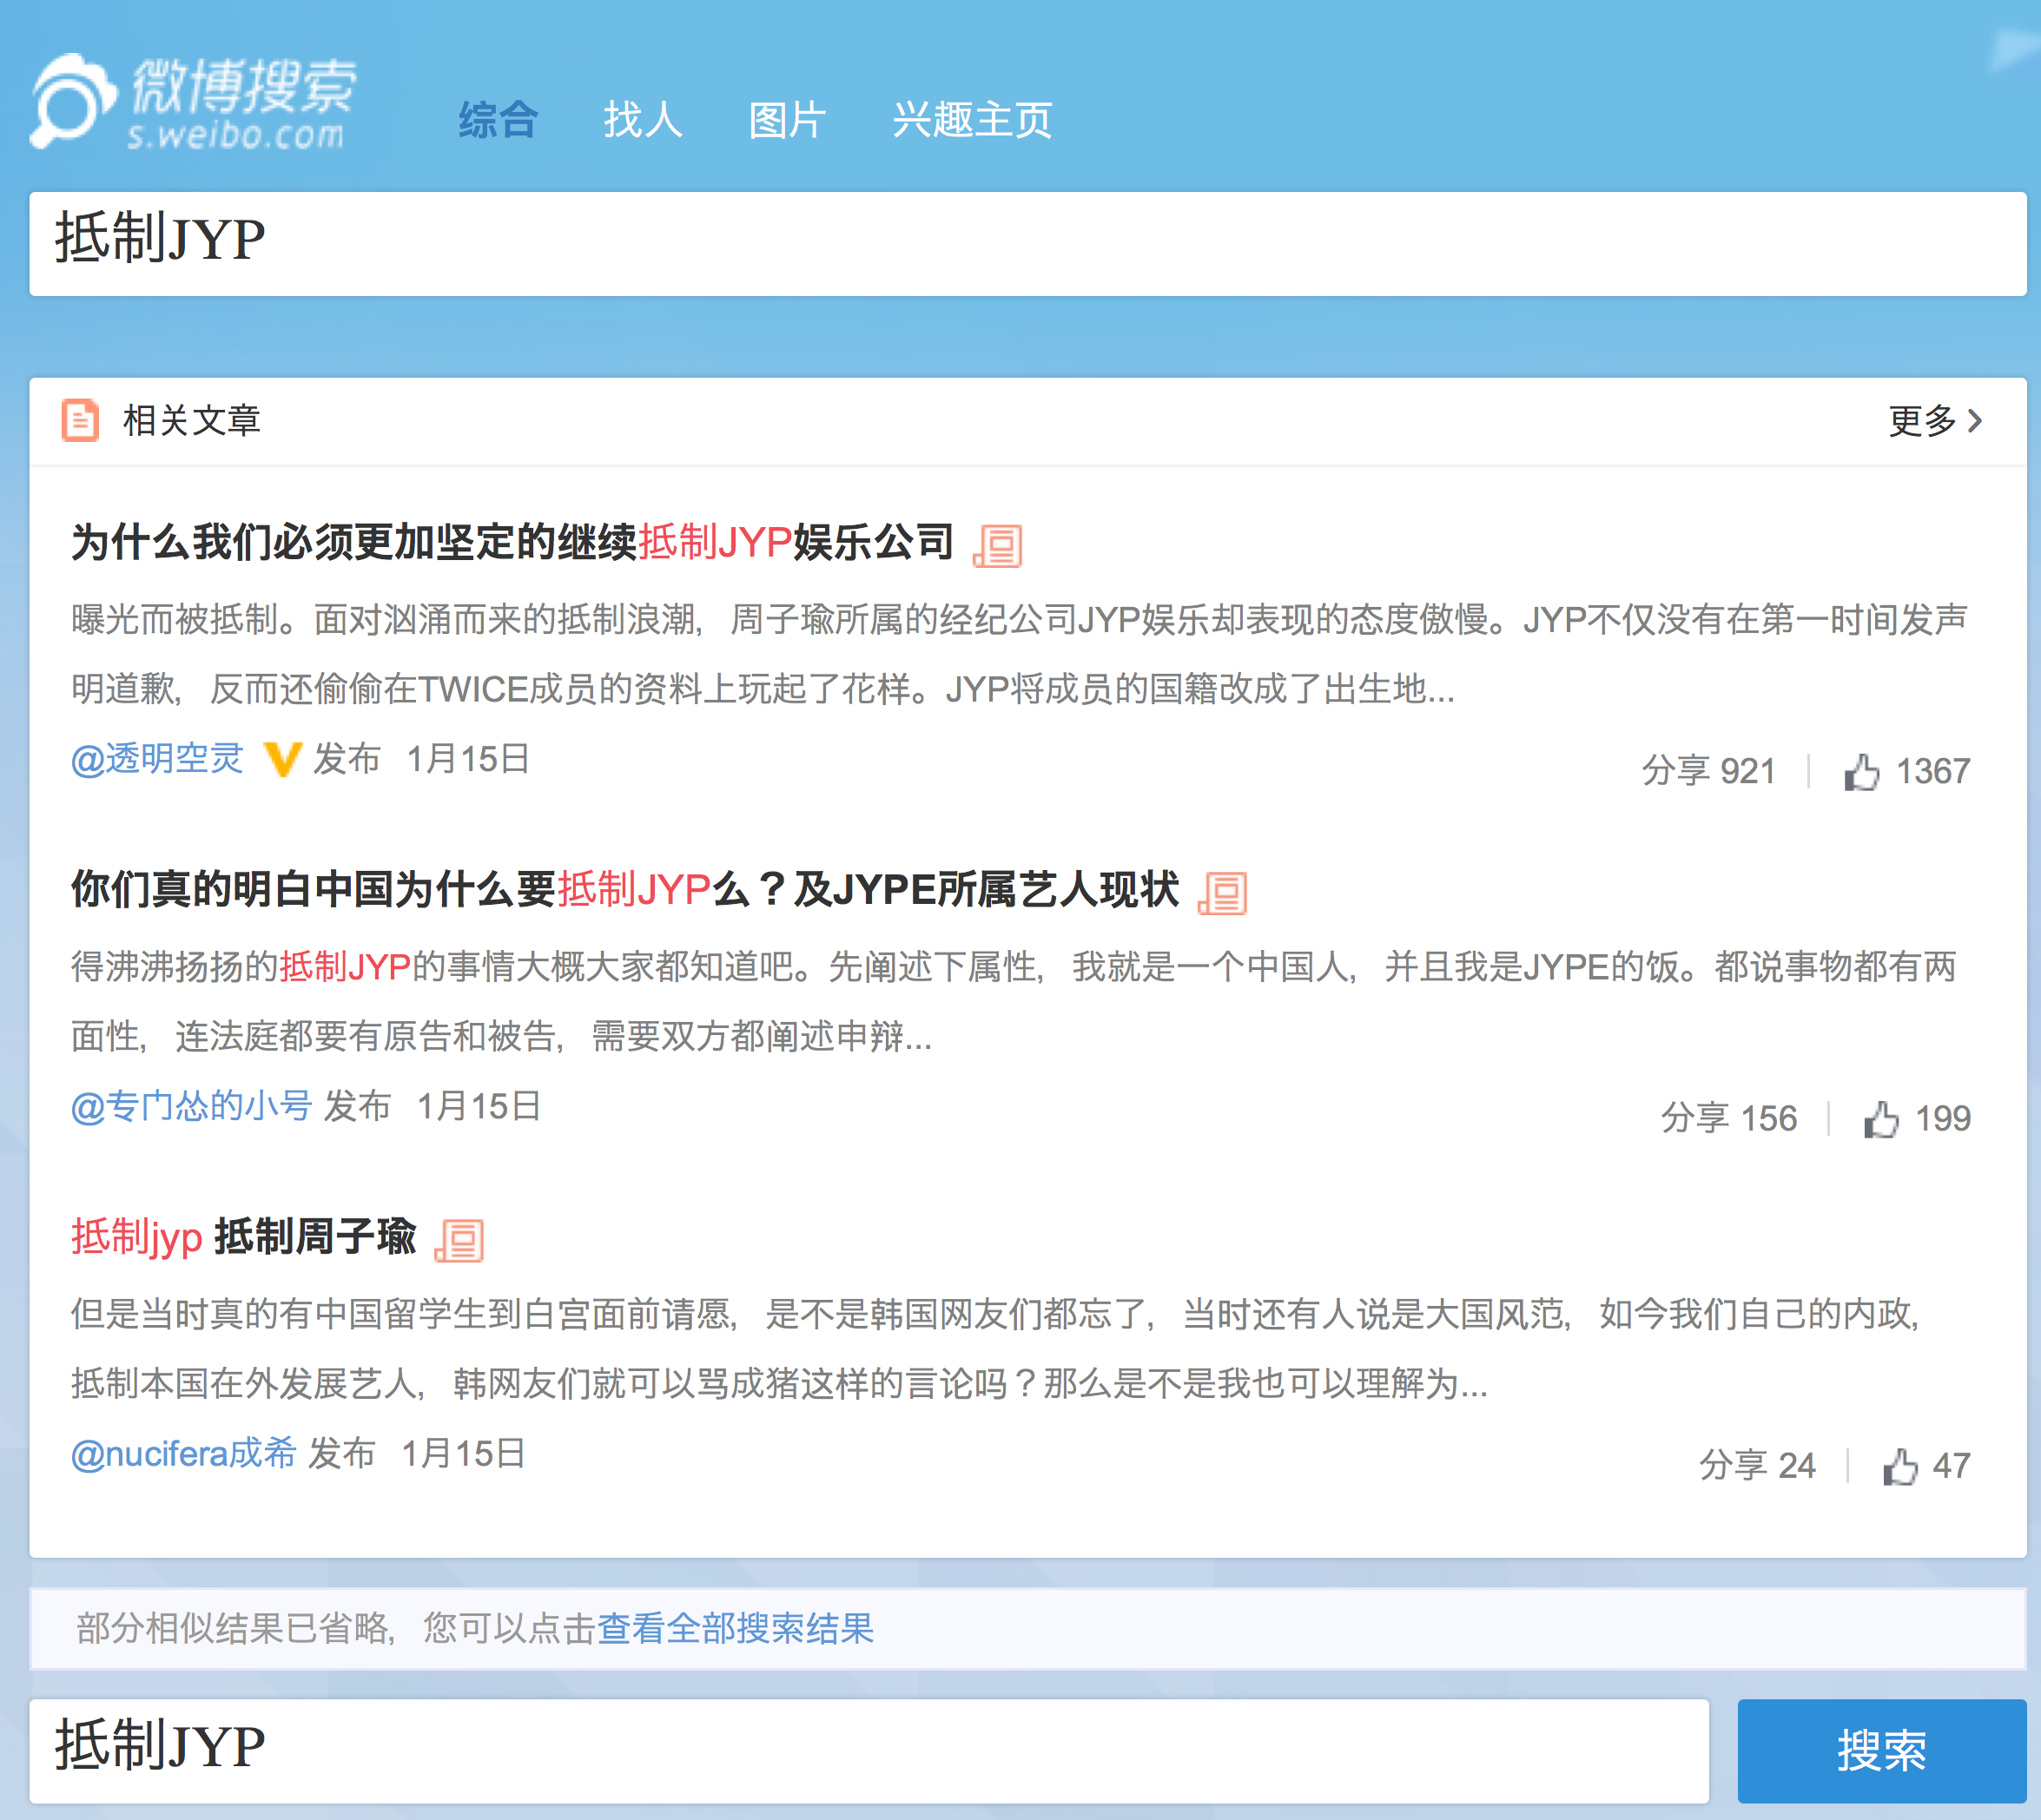 微博搜索
s.weibo.com
综合 找人 图片 兴趣主页
抵制JYP
相关文章 更多
为什么我们必须更加坚定的继续抵制JYP娱乐公司
曝光而被抵制。面对汹涌而来的抵制浪潮，周子瑜所属的经纪公司JYP娱乐却表现的态度傲慢。JYP不仅没有在第一时间发声
明道歉，反而还偷偷在TWICE成员的资料上玩起了花样。JYP将成员的国籍改成了出生地...
@透明空灵 V 发布 1月15日 分享 921 1367
你们真的明白中国为什么要抵制JYP么？及JYPE所属艺人现状
得沸沸扬扬的抵制JYP的事情大概大家都知道吧。先阐述下属性，我就是一个中国人，并且我是JYPE的饭。都说事物都有两
面性，连法庭都要有原告和被告，需要双方都阐述申辩...
@专门怂的小号 发布 1月15日 分享 156 199
抵制jyp 抵制周子瑜
但是当时真的有中国留学生到白宫面前请愿，是不是韩国网友们都忘了，当时还有人说是大国风范，如今我们自己的内政，
抵制本国在外发展艺人，韩网友们就可以骂成猪这样的言论吗？那么是不是我也可以理解为...
@nucifera成希 发布 1月15日 分享 24 47
部分相似结果已省略，您可以点击查看全部搜索结果
抵制JYP 搜索